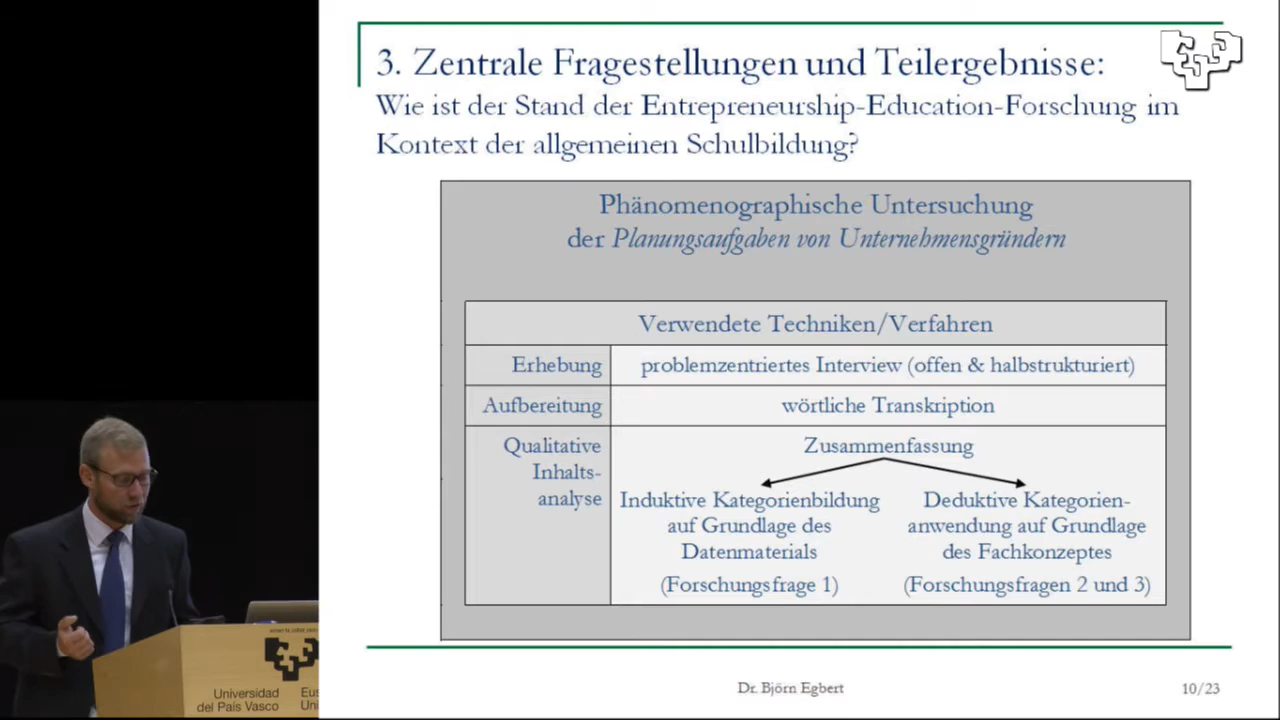 3. Zentrale Fragestellungen und Teilergebnisse:
Wie ist der Stand der Entrepreneurship-Education-Forschung im
Kontext der allgemeinen Schulbildung?
Phänomenographische Untersuchung
der Planungsaufgaben von Unternehmensgründern
Verwendete Techniken/Verfahren
Erhebung
problemzentriertes Interview (offen & halbstrukturiert)
Aufbereitung
wörtliche Transkription
Qualitative
Inhalts-
analyse
Zusammenfassung
Induktive Kategorienbildung
auf Grundlage des
Datenmaterials
(Forschungsfrage 1)
Deduktive Kategorien-
anwendung auf Grundlage
des Fachkonzeptes
(Forschungsfragen 2 und 3)
Dr. Björn Egbert
10/23
Universidad
del País Vasco